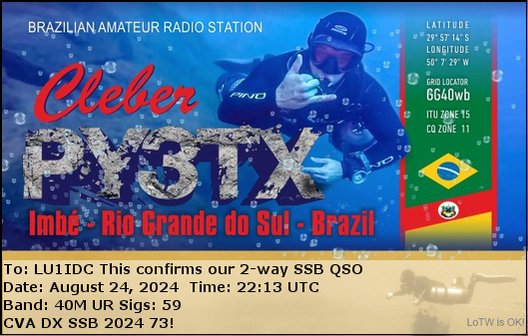 BRAZILIAN AMATEUR RADIO STATION
Cleber
PY3TX
Imbé - Rio Grande do Sul - Brazil
PINO
LATITUDE
29° 57' 14" S
LONGITUDE
50° 7' 29" W
GRID LOCATOR
GG40wb
ITU ZONE 15
CQ ZONE 11
To: LU1IDC This confirms our 2-way SSB QSO
Date: August 24, 2024 Time: 22:13 UTC
Band: 40M UR Sigs: 59
CVA DX SSB 2024 73!
LoTW is OK!